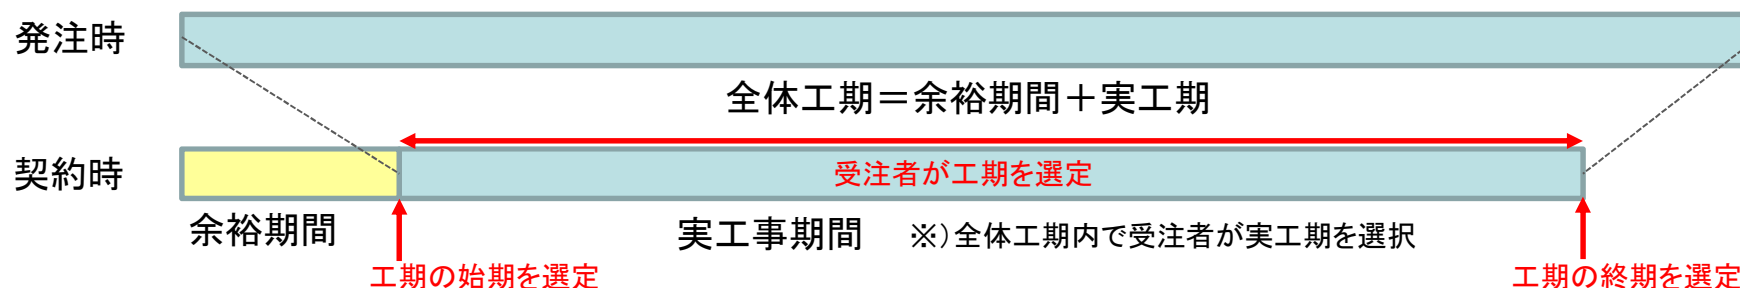 発注時
全体工期＝余裕期間＋実工期
契約時
受注者が工期を選定
余裕期間
実工事期間
※）全体工期内で受注者が実工期を選択
工期の始期を選定
工期の終期を選定